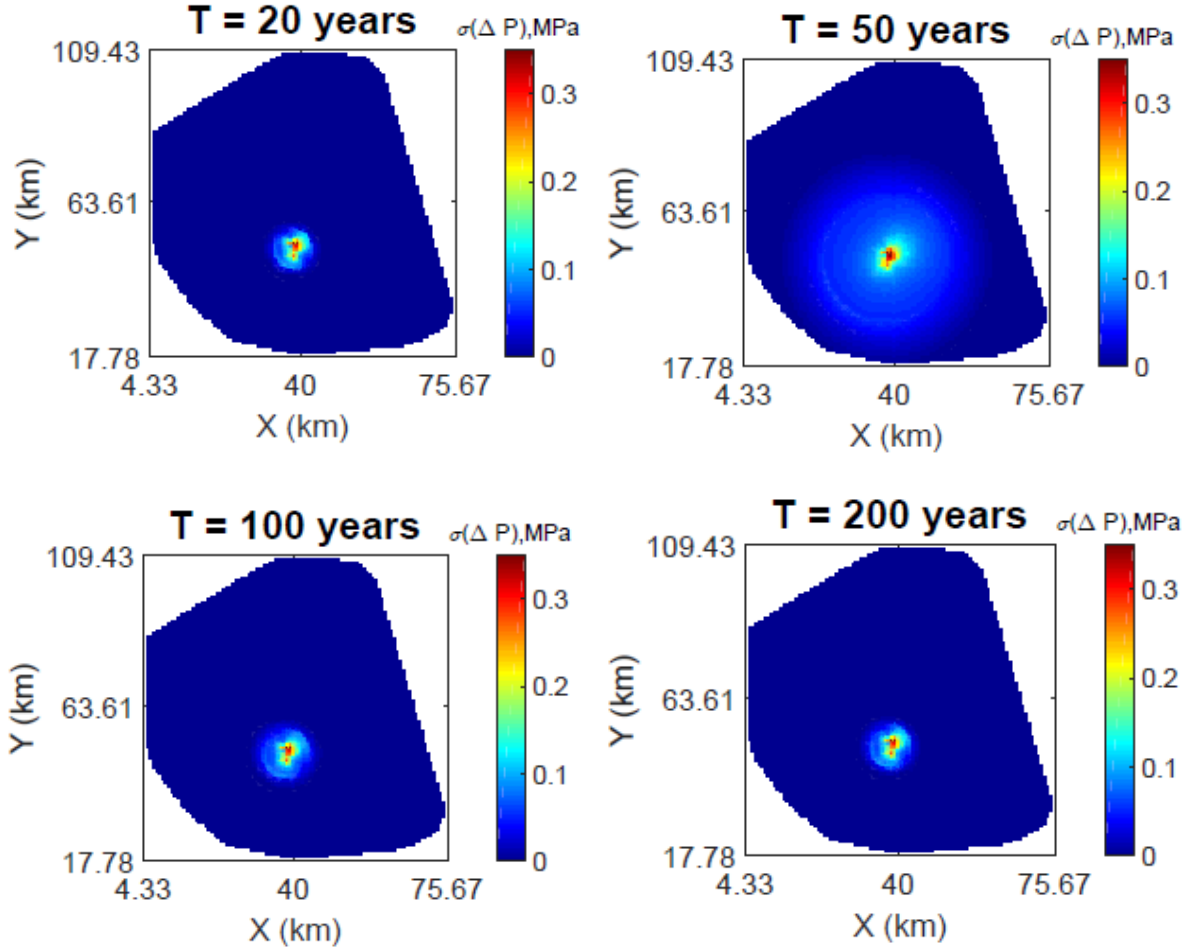 T = 20 years
σ(Δ P),MPa
109.43
63.61
17.78
Y (km)
4.33 40 75.67
X (km)
0.3
0.2
0.1
0
T = 50 years
σ(Δ P),MPa
109.43
63.61
17.78
Y (km)
4.33 40 75.67
X (km)
0.3
0.2
0.1
0
T = 100 years
σ(Δ P),MPa
109.43
63.61
17.78
Y (km)
4.33 40 75.67
X (km)
0.3
0.2
0.1
0
T = 200 years
σ(Δ P),MPa
109.43
63.61
17.78
Y (km)
4.33 40 75.67
X (km)
0.3
0.2
0.1
0